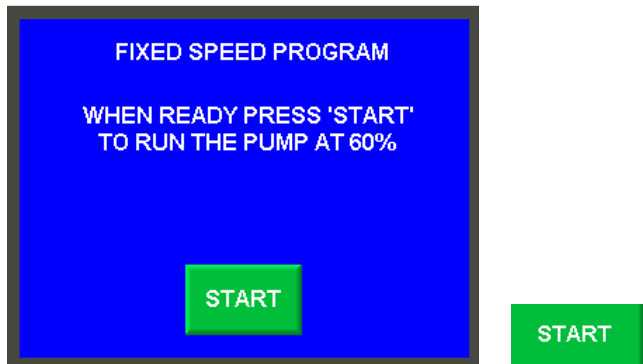 FIXED SPEED PROGRAM
WHEN READY PRESS 'START'
TO RUN THE PUMP AT 60%
START
START